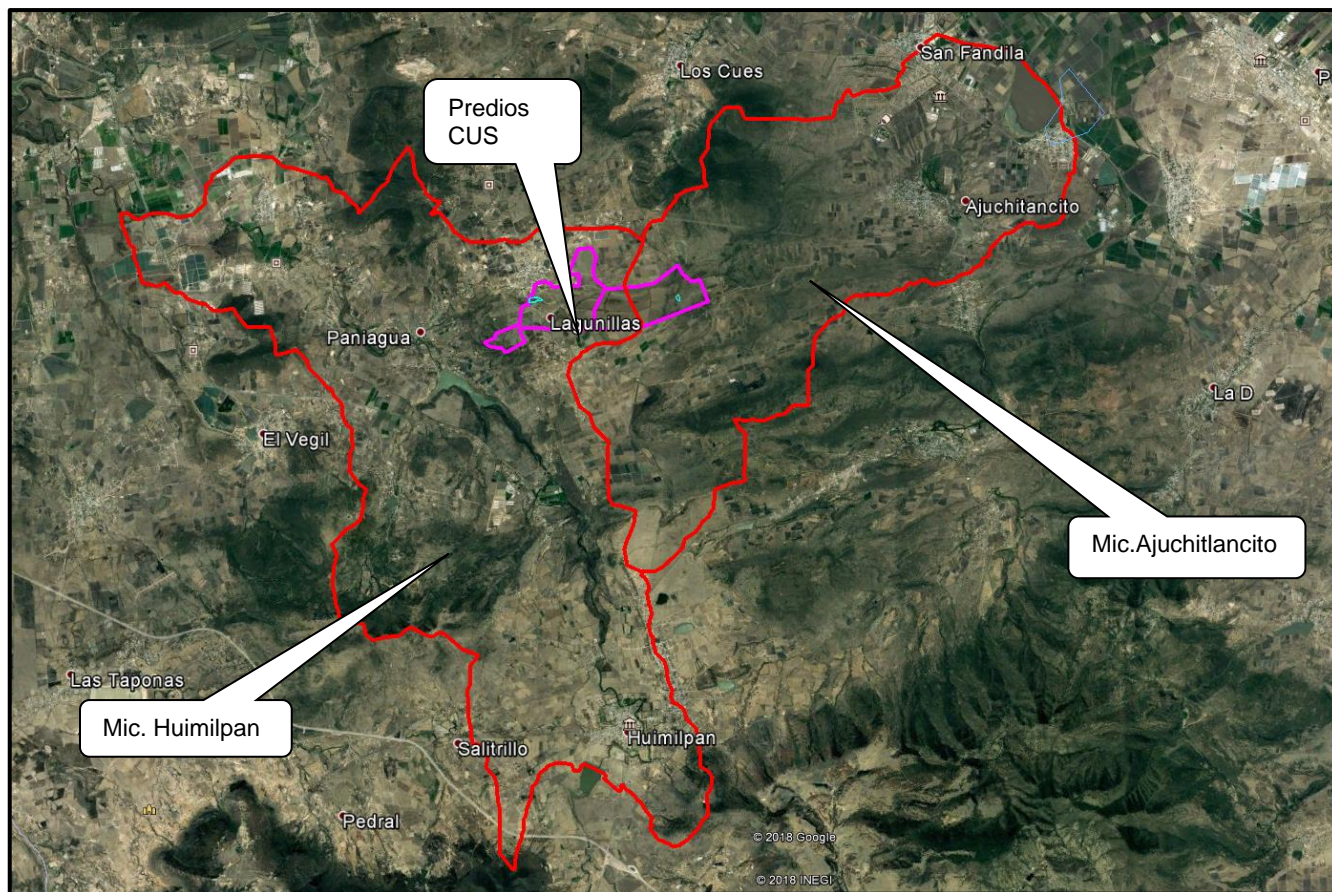 San Fandila
Los Cues
P
Predios
CUS
Ajuchitancito
Lagunillas
Paniagua
La D
El Vegil
Mic.Ajuchitlancito
Las Taponas
Mic. Huimilpan
Huimilpan
Salitrillo
Pedral
© 2018 Google
© 2018 INEGI